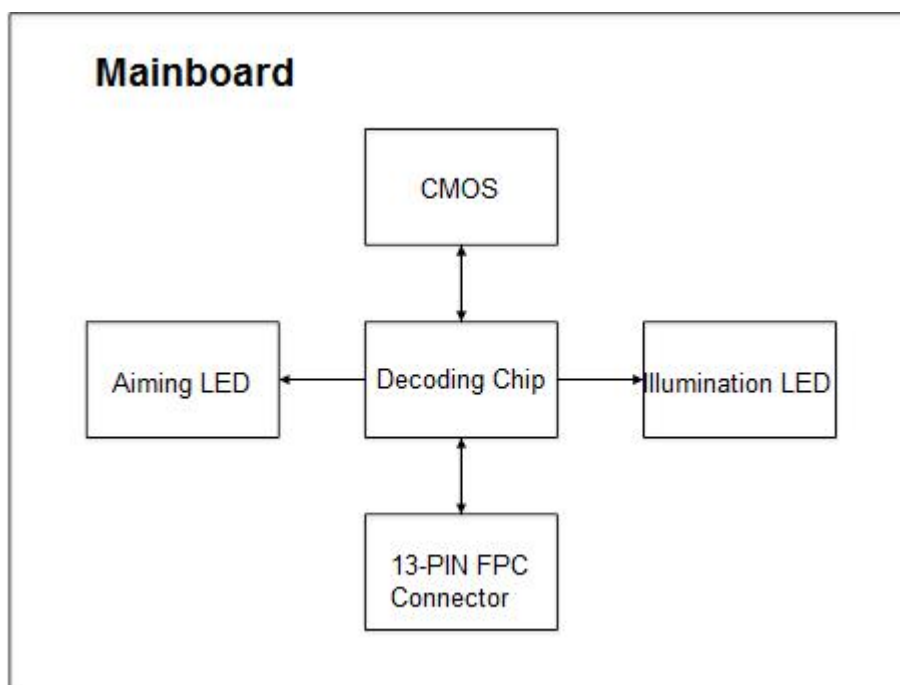 Mainboard
CMOS
Aiming LED
Decoding Chip
Illumination LED
13-PIN FPC
Connector